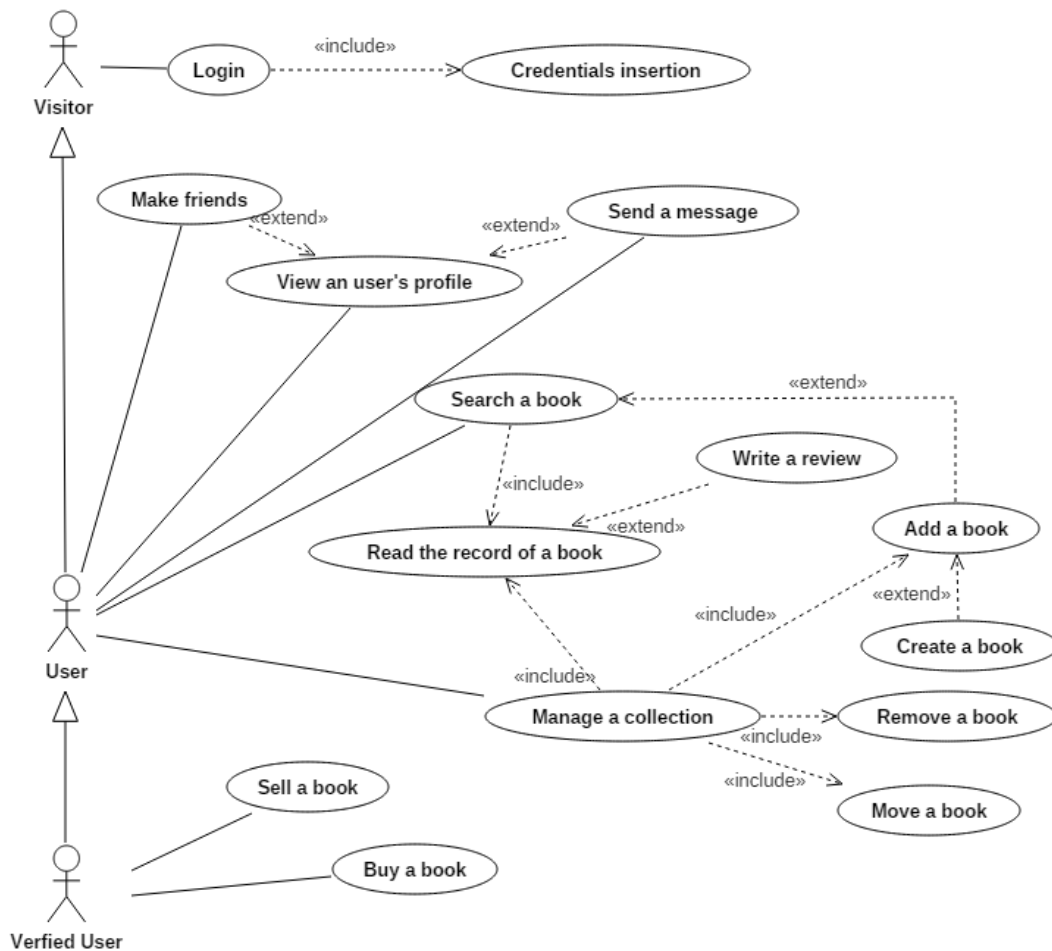 «include»
Login
Credentials insertion
Visitor
Make friends
«extend»
«extend»
Send a message
View an user's profile
«extend»
Search a book
Write a review
«include»
«extend»
Add a book
Read the record of a book
«extend»
«include»
Create a book
User
«include»
Manage a collection
Remove a book
«include»
«include»
Sell a book
Move a book
Buy a book
Verfied User